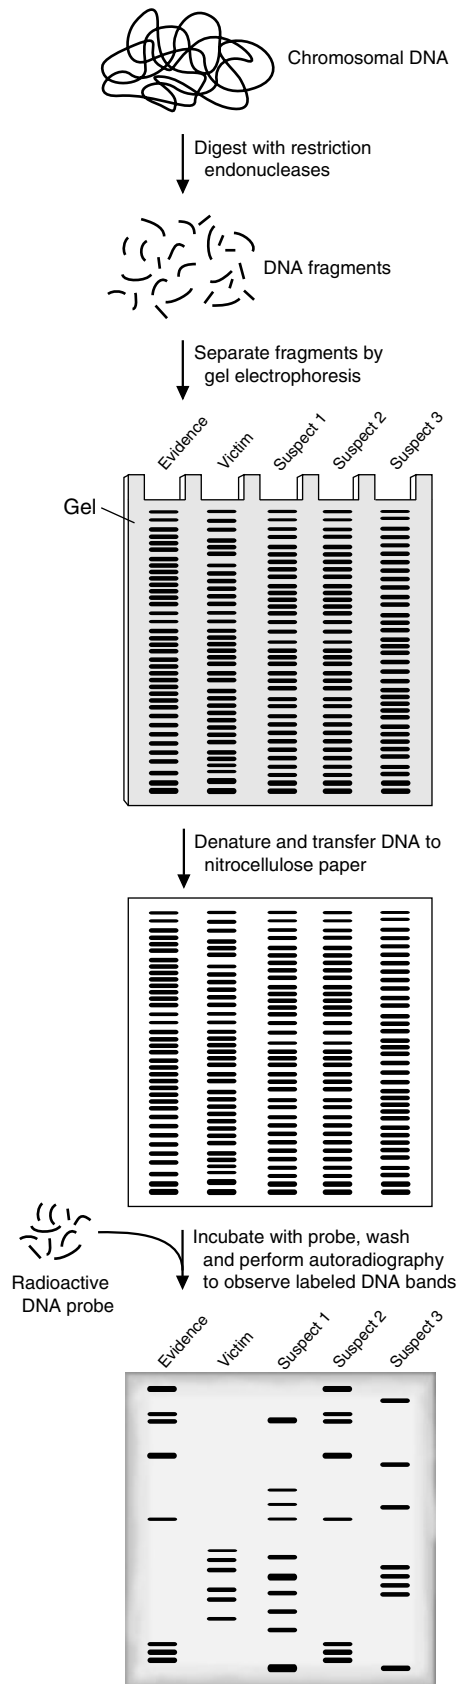 Chromosomal DNA
Digest with restriction
endonucleases
DNA fragments
Separate fragments by
gel electrophoresis
Evidence
Victim
Suspect 1
Suspect 2
Suspect 3
Gel
Denature and transfer DNA to
nitrocellulose paper
Radioactive
DNA probe
Incubate with probe, wash
and perform autoradiography
to observe labeled DNA bands
Evidence
Victim
Suspect 1
Suspect 2
Suspect 3